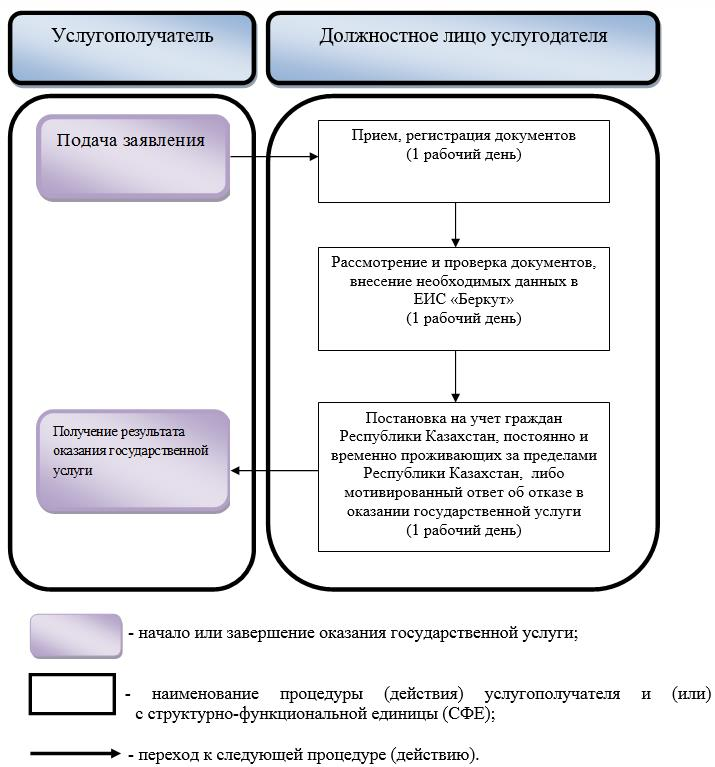 Услугополучатель
Должностное лицо услугодателя
Подача заявления
Прием, регистрация документов
(1 рабочий день)
Рассмотрение и проверка документов,
внесение необходимых данных в
ЕИС «Беркут»
(1 рабочий день)
Постановка на учет граждан
Республики Казахстан, постоянно и
временно проживающих за пределами
Республики Казахстан, либо
мотивированный ответ об отказе в
оказании государственной услуги
(1 рабочий день)
Получение результата
оказания государственной
услуги
- начало или завершение оказания государственной услуги;
- наименование процедуры (действия) услугополучателя и (или)
с структурно-функциональной единицы (СФЕ);
- переход к следующей процедуре (действию).